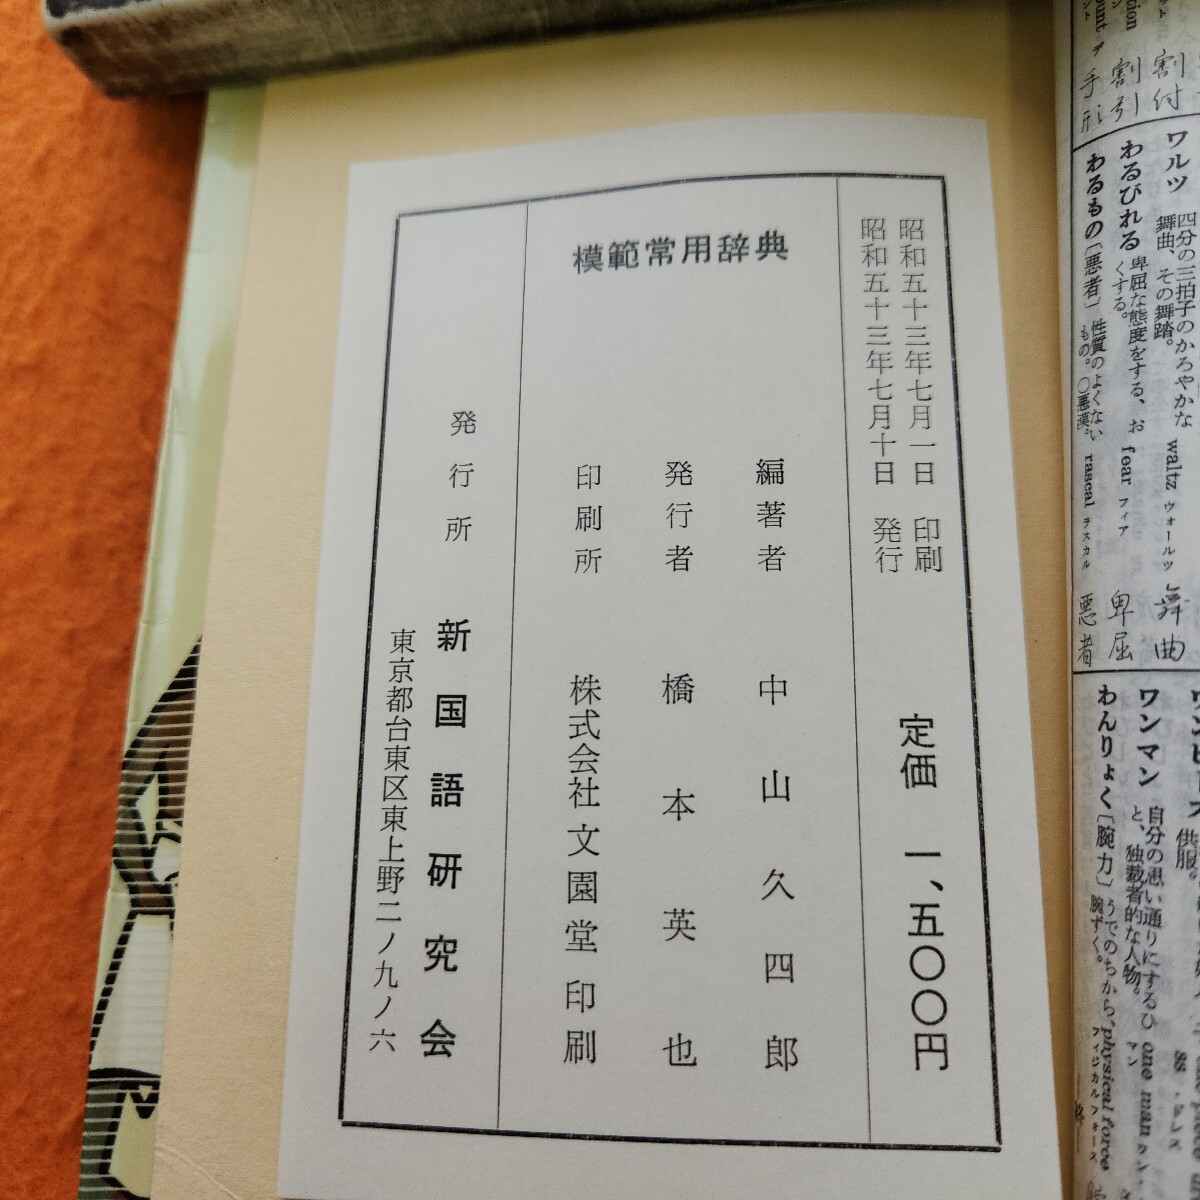 模範常用辞典
昭和五十三年七月一日　印刷
昭和五十三年七月十日　発行
定価　一、五〇〇円
編著者　中山久四郎
発行者　橋本英也
印刷所　株式会社文園堂印刷
発行所　新国語研究会
東京都台東区東上野二ノ九ノ六
割付
割引
手形
ワルツ　四分の三拍子のかろやかな
舞曲、その舞踏。
waltz ウォールツ
舞曲
わるびれる　卑屈な態度をする、お
くする。
fear フィア
卑屈
わるもの〔悪者〕　性質のよくない
もの。〇悪漢。
rascal ラスカル
悪者
ワンマン　自分の思い通りにするひ
と、独裁者的な人物。
one man ワンマン
わんりょく〔腕力〕　うでのちから、
腕ずく。
physical force
フィジカルフォース